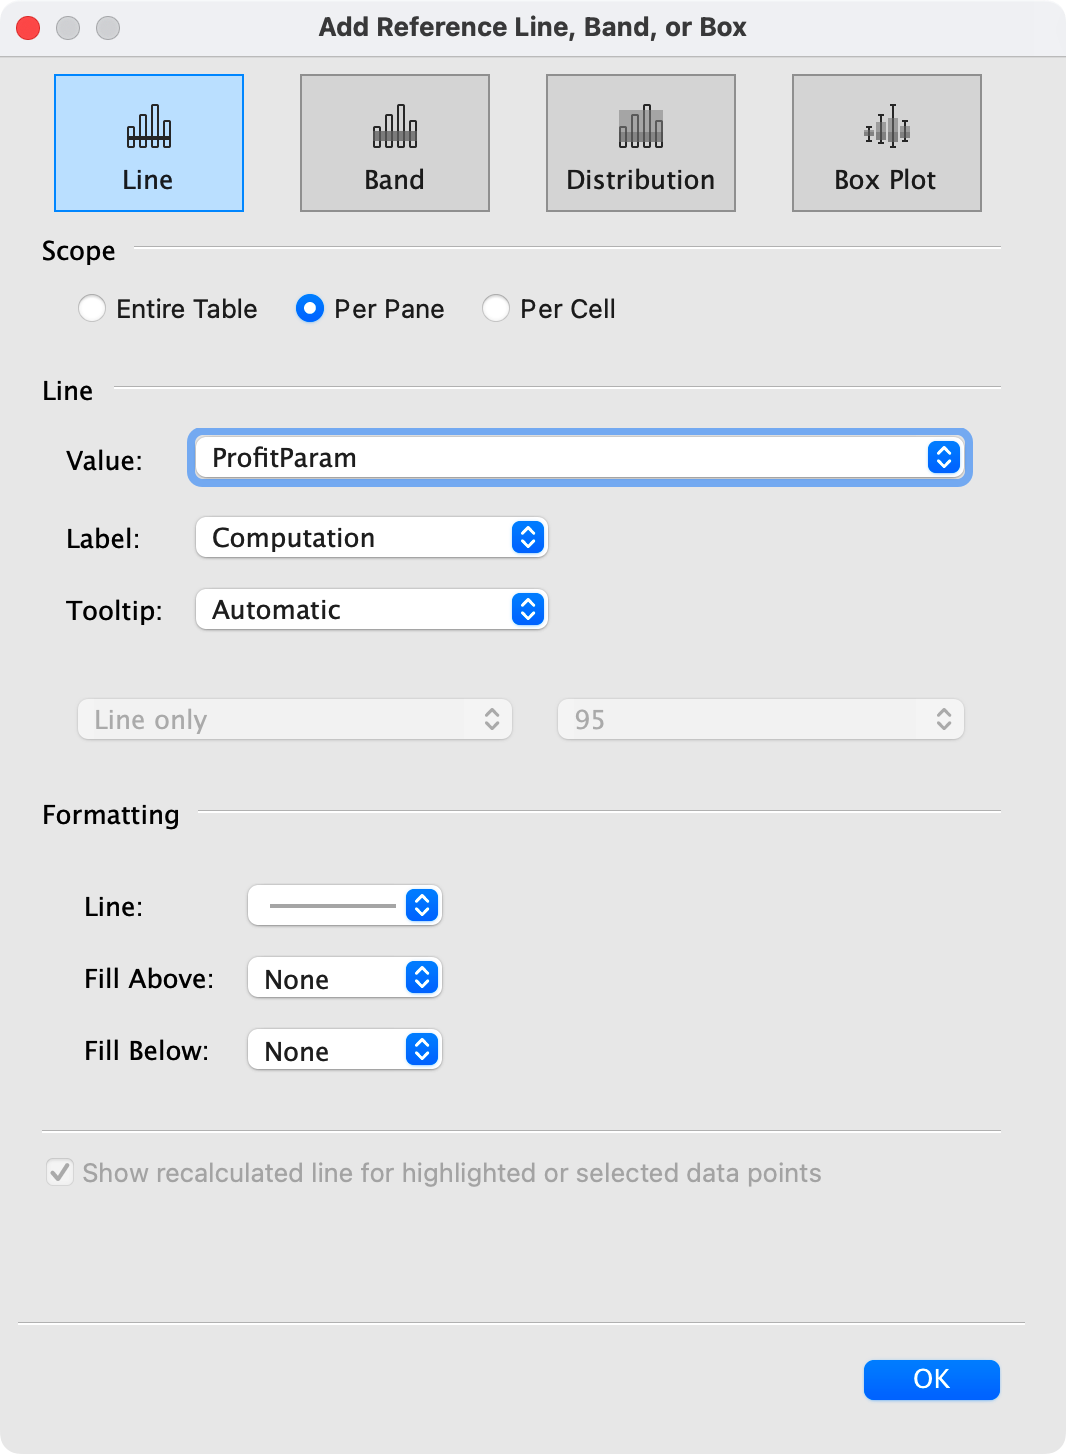 Add Reference Line, Band, or Box
Line Band Distribution Box Plot
Scope
Entire Table Per Pane Per Cell
Line
Value: ProfitParam
Label: Computation
Tooltip: Automatic
Line only 95
Formatting
Line:
Fill Above: None
Fill Below: None
Show recalculated line for highlighted or selected data points
OK